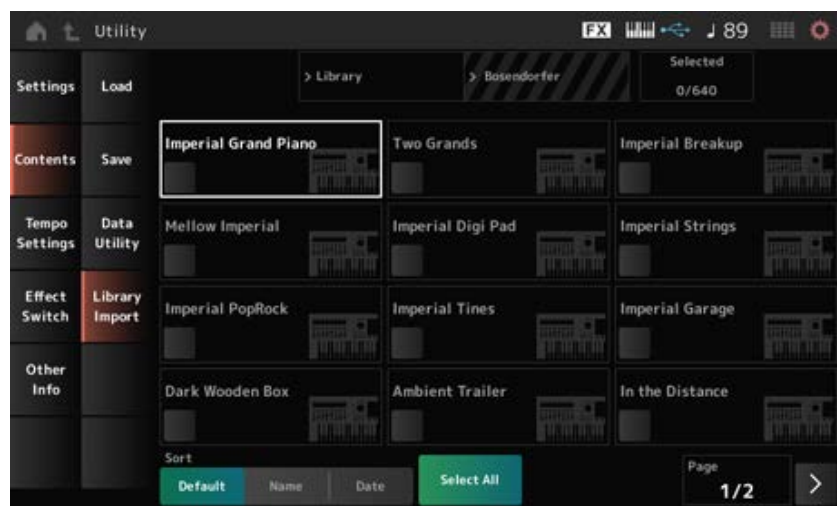 Utility
FX
♩ 89
Settings
Load
> Library
> Bosendorfer
Selected
0/640
Contents
Save
Imperial Grand Piano
Two Grands
Imperial Breakup
Tempo
Settings
Data
Utility
Mellow Imperial
Imperial Digi Pad
Imperial Strings
Effect
Switch
Library
Import
Imperial PopRock
Imperial Tines
Imperial Garage
Other
Info
Dark Wooden Box
Ambient Trailer
In the Distance
Sort
Default
Name
Date
Select All
Page
1/2
>